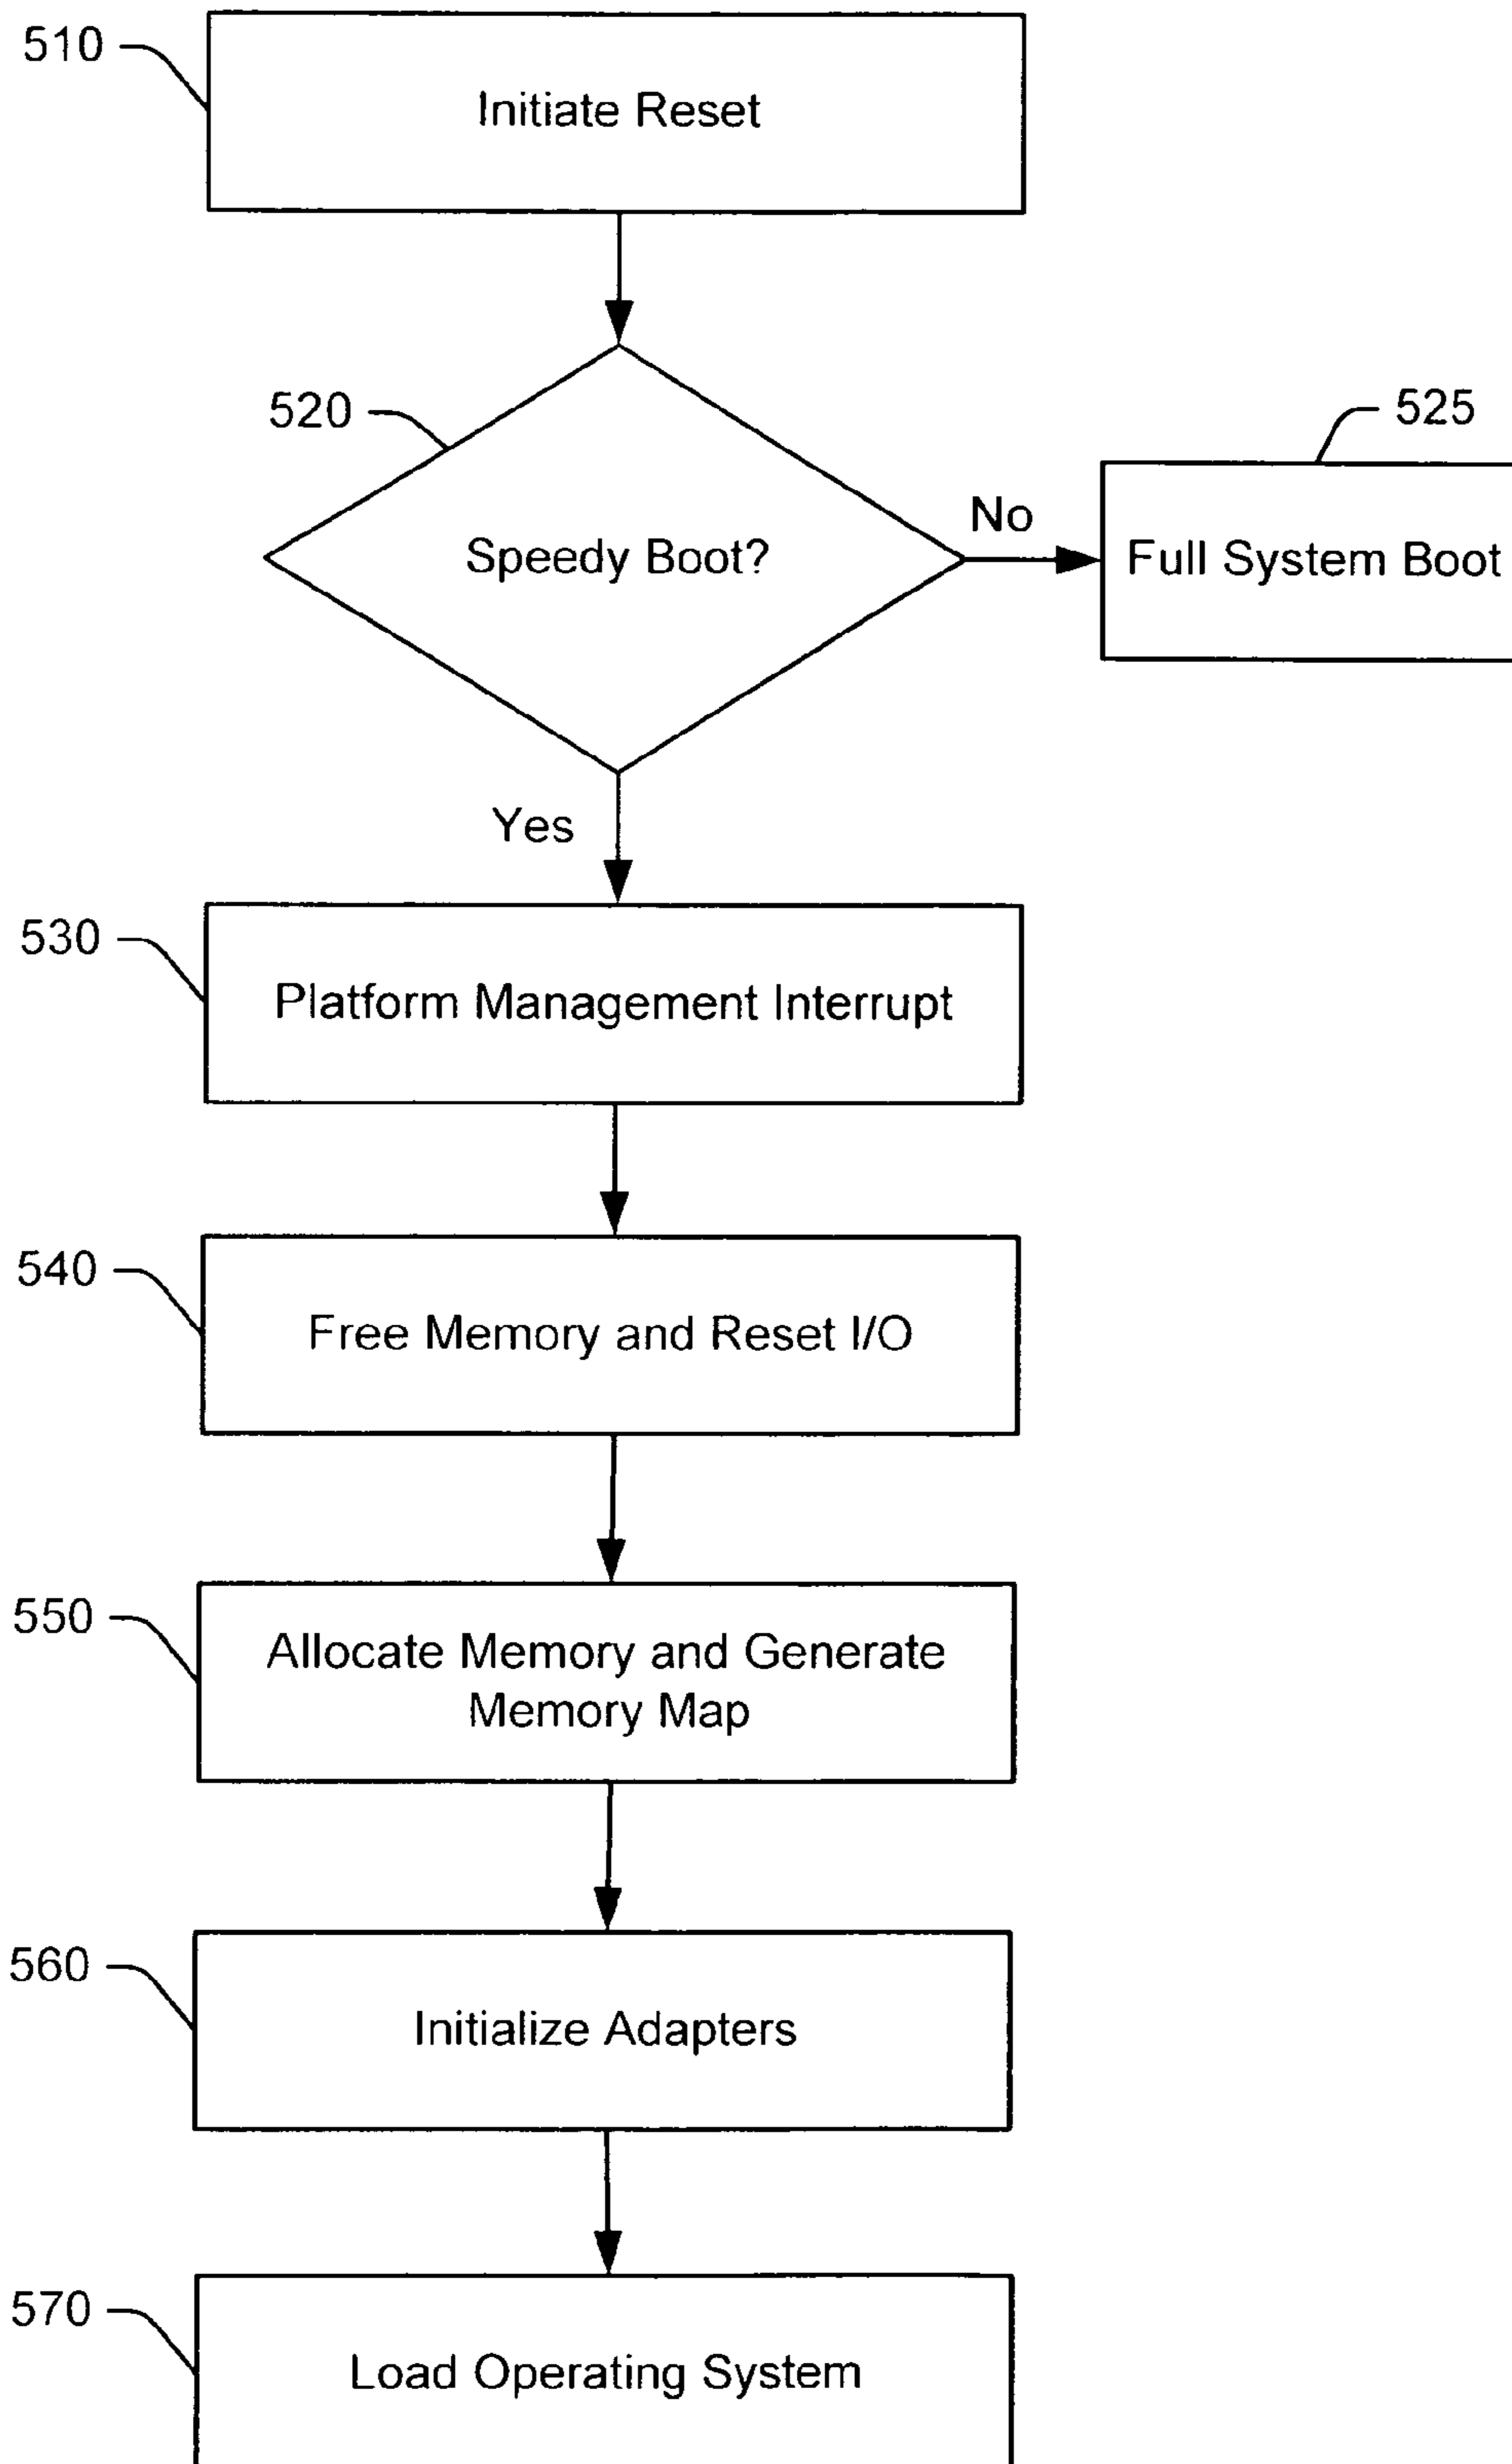 510
Initiate Reset
520
Speedy Boot?
No
525
Full System Boot
Yes
530
Platform Management Interrupt
540
Free Memory and Reset I/O
550
Allocate Memory and Generate
Memory Map
560
Initialize Adapters
570
Load Operating System